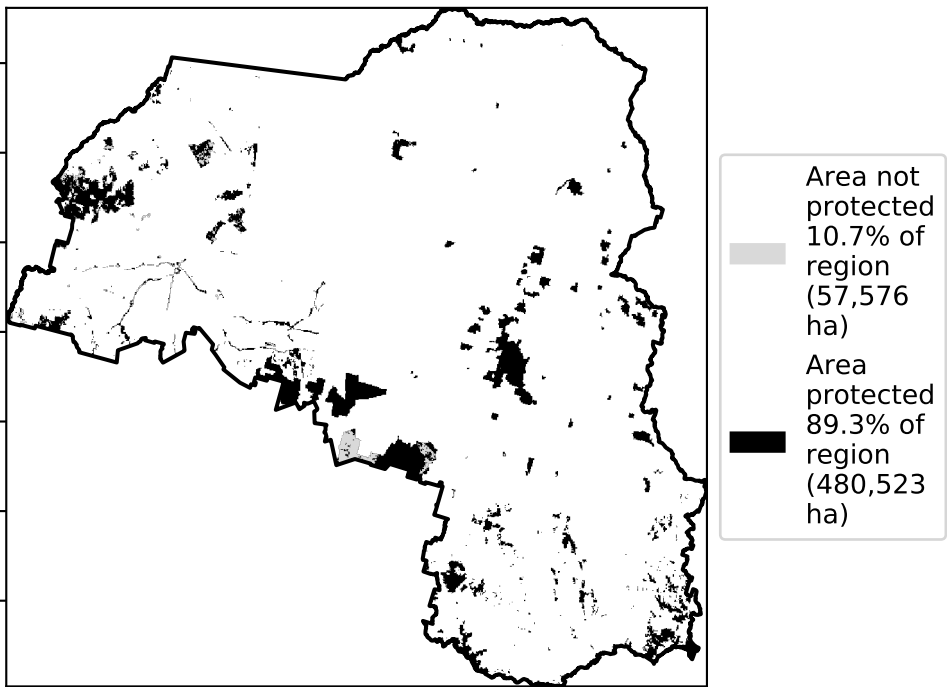 Area not
protected
10.7% of
region
(57,576
ha)
Area
protected
89.3% of
region
(480,523
ha)